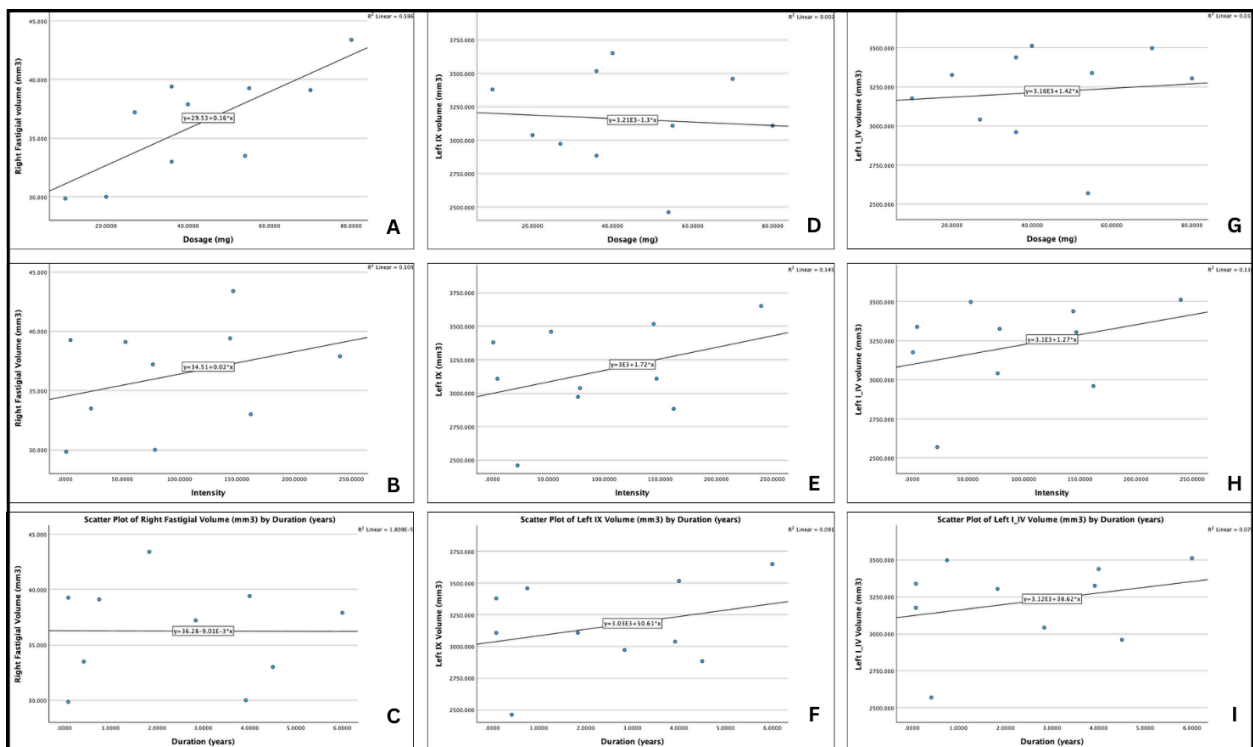 R² Linear = 0.596
45.000
40.000
35.000
30.000
Right Fastigial volume (mm3)
y=29.53+0.16*x
20.0000 40.0000 60.0000 80.0000
Dosage (mg)
A
3750.000
3500.000
3250.000
3000.000
2750.000
2500.000
Left IX volume (mm3)
y=3.21E3-1.3*x
20.0000 40.0000 60.0000 80.0000
Dosage (mg)
D
3500.000
3250.000
3000.000
2750.000
2500.000
Left I_IV volume (mm3)
y=3.16E3+1.42*x
20.0000 40.0000 60.0000 80.0000
Dosage (mg)
G
R² Linear = 0.109
45.000
40.000
35.000
30.000
Right Fastigial Volume (mm3)
y=34.51+0.02*x
.0000 50.0000 100.0000 150.0000 200.0000 250.0000
Intensity
B
R² Linear = 0.145
3750.000
3500.000
3250.000
3000.000
2750.000
2500.000
Left IX (mm3)
y=3E3+1.72*x
.0000 50.0000 100.0000 150.0000 200.0000 250.0000
Intensity
E
3500.000
3250.000
3000.000
2750.000
2500.000
Left I_IV volume (mm3)
y=3.1E3+1.27*x
.0000 50.0000 100.0000 150.0000 200.0000 250.0000
Intensity
H
Scatter Plot of Right Fastigial Volume (mm3) by Duration (years)
R² Linear = 1.809E-5
45.000
40.000
35.000
30.000
Right Fastigial Volume (mm3)
y=36.28-9.01E-3*x
.0000 1.0000 2.0000 3.0000 4.0000 5.0000 6.0000
Duration (years)
C
Scatter Plot of Left IX Volume (mm3) by Duration (years)
R² Linear = 0.091
3750.000
3500.000
3250.000
3000.000
2750.000
2500.000
Left IX Volume (mm3)
y=3.03E3+50.61*x
.0000 1.0000 2.0000 3.0000 4.0000 5.0000 6.0000
Duration (years)
F
Scatter Plot of Left I_IV Volume (mm3) by Duration (years)
3500.000
3250.000
3000.000
2750.000
2500.000
Left I_IV Volume (mm3)
y=3.12E3+38.62*x
.0000 1.0000 2.0000 3.0000 4.0000 5.0000 6.0000
Duration (years)
I